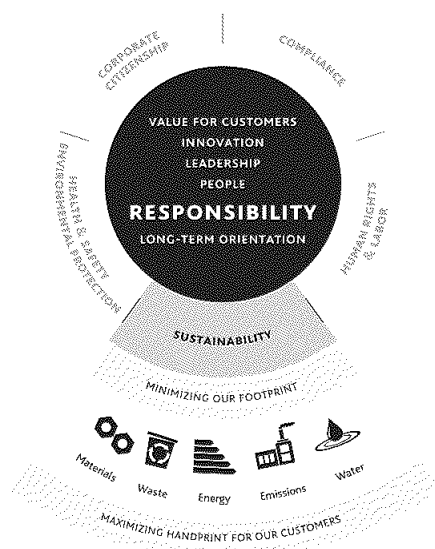 CORPORATE
CITIZENSHIP
COMPLIANCE
VALUE FOR CUSTOMERS
INNOVATION
LEADERSHIP
PEOPLE
RESPONSIBILITY
LONG-TERM ORIENTATION
HEALTH & SAFETY
ENVIRONMENTAL PROTECTION
HUMAN RIGHTS
& LABOR
SUSTAINABILITY
MINIMIZING OUR FOOTPRINT
Materials
Waste
Energy
Emissions
Water
MAXIMIZING HANDPRINT FOR OUR CUSTOMERS